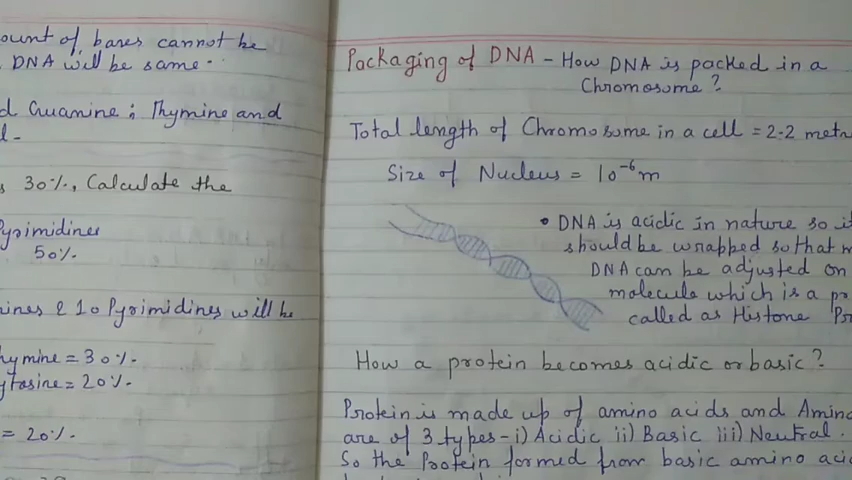 ount of bases cannot be
DNA will be same.
d Guanine; Thymine and
l-
30%, Calculate the
Pyrimidines
50%.
ines & 10 Pyrimidines will be
hymine = 30%.
ytosine = 20%.
= 20%.
Packaging of DNA - How DNA is packed in a
Chromosome?
Total length of Chromosome in a cell = 2.2 metr
Size of Nucleus = 10⁻⁶m
• DNA is acidic in nature so i
should be wrapped so that m
DNA can be adjusted on
molecule which is a p
called as Histone Pr
How a protein becomes acidic or basic?
Protein is made up of amino acids and Amino
are of 3 types - i) Acidic ii) Basic iii) Neutral.
So the Protein formed from basic amino aci